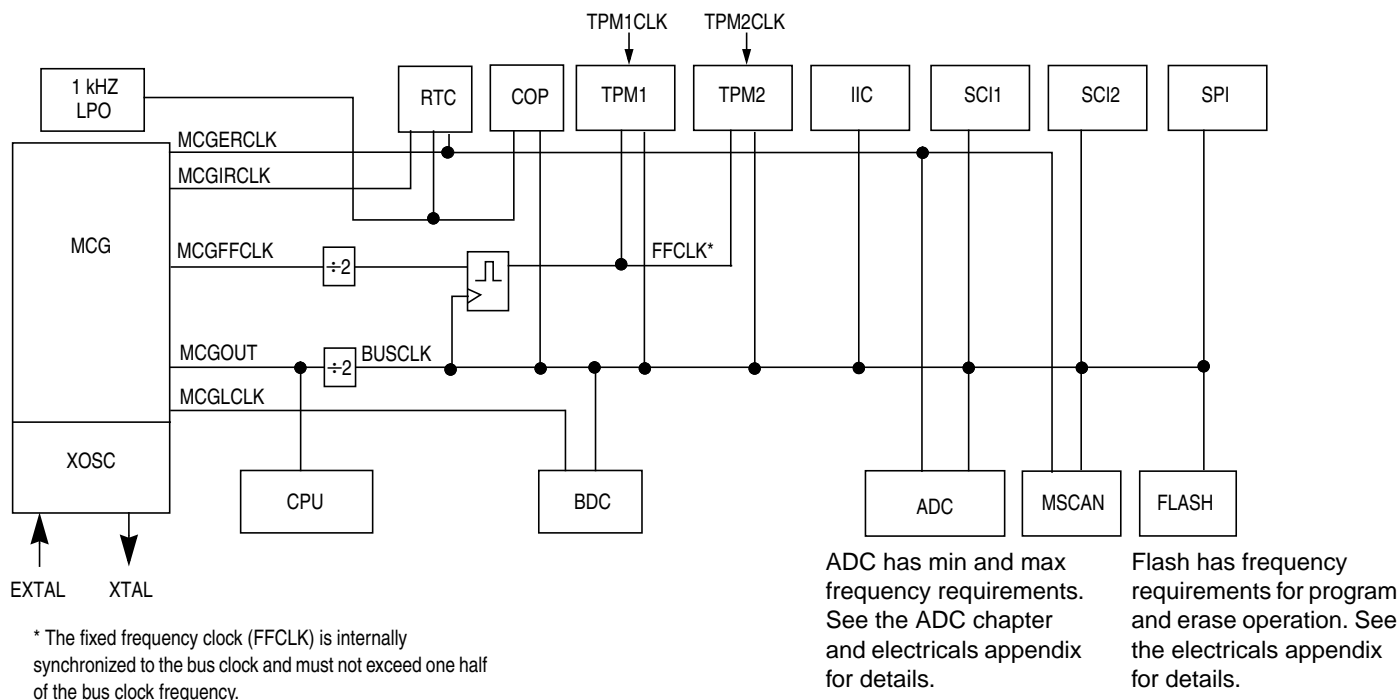 TPM1CLK TPM2CLK
1 kHZ
LPO
RTC COP TPM1 TPM2 IIC SCI1 SCI2 SPI
MCGERCLK
MCGIRCLK
MCG
MCGFFCLK ÷2 FFCLK*
MCGOUT ÷2 BUSCLK
MCGLCLK
XOSC
CPU BDC ADC MSCAN FLASH
EXTAL XTAL
ADC has min and max
frequency requirements.
See the ADC chapter
and electricals appendix
for details.
Flash has frequency
requirements for program
and erase operation. See
the electricals appendix
for details.
* The fixed frequency clock (FFCLK) is internally
synchronized to the bus clock and must not exceed one half
of the bus clock frequency.